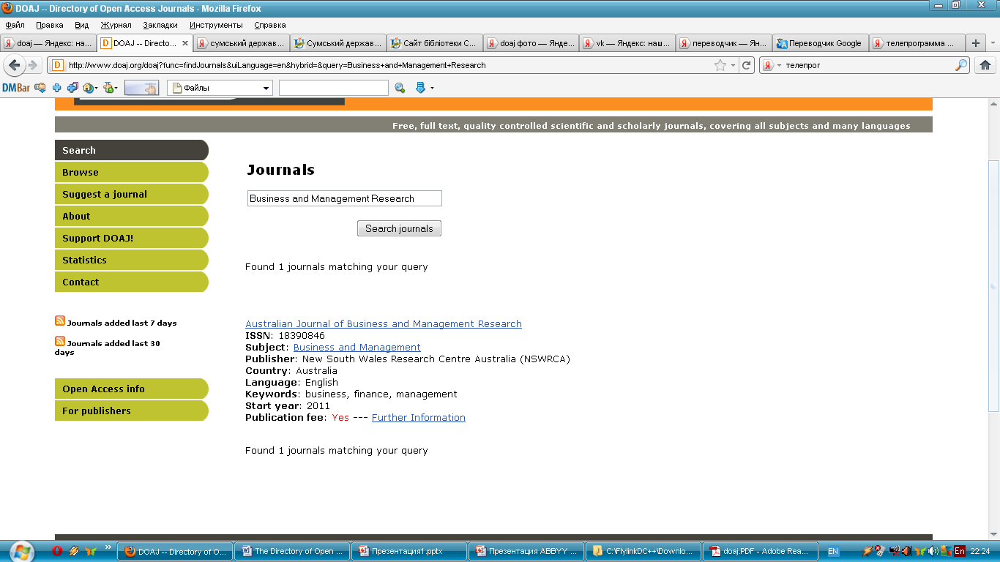 DOAJ -- Directory of Open Access Journals - Mozilla Firefox
Файл Правка Вид Журнал Закладки Инструменты Справка
doaj — Яндекс: на... DOAJ -- Directo... сумський держав... Сумський держав... Сайт бібліотеки С... doaj фото — Янде... vk — Яндекс: наш... переводчик — Ян... Переводчик Google телепрограмма ...
http://www.doaj.org/doaj?func=findJournals&uiLanguage=en&hybrid=&query=Business+and+Management+Research телепрог
DMBar Файлы
Free, full text, quality controlled scientific and scholarly journals, covering all subjects and many languages
Search
Browse
Suggest a journal
About
Support DOAJ!
Statistics
Contact
Journals added last 7 days
Journals added last 30
days
Open Access info
For publishers
Journals
Business and Management Research
Search journals
Found 1 journals matching your query
Australian Journal of Business and Management Research
ISSN: 18390846
Subject: Business and Management
Publisher: New South Wales Research Centre Australia (NSWRCA)
Country: Australia
Language: English
Keywords: business, finance, management
Start year: 2011
Publication fee: Yes --- Further Information
Found 1 journals matching your query
DOAJ -- Directory of O... The Directory of Open ... Презентация1.pptx Презентация ABBYY ... C:\FlylinkDC++\Downlo... doaj.PDF - Adobe Rea... EN En 22:24